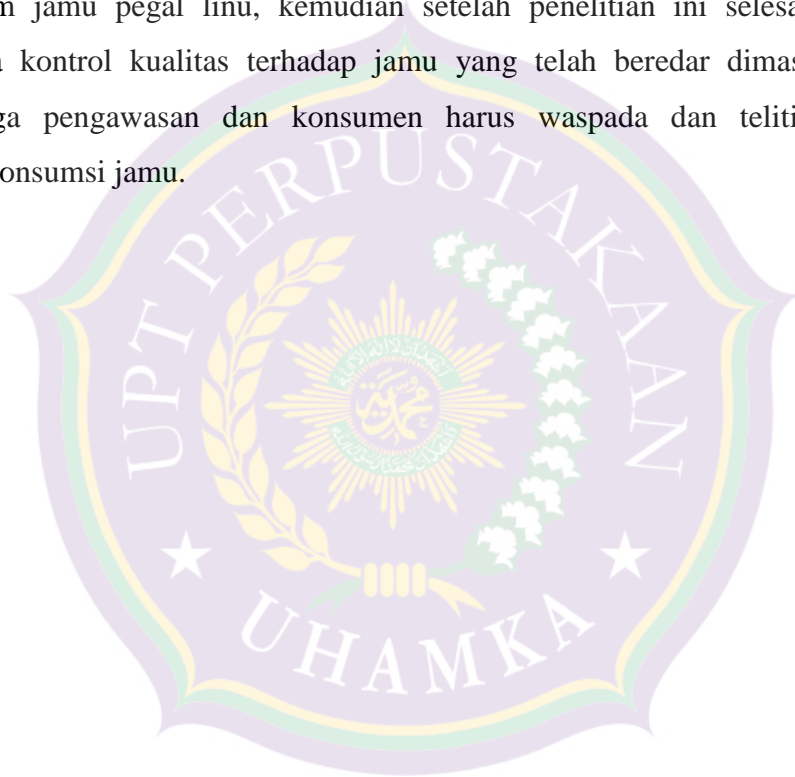 m jamu pegal linu, kemudian setelah penelitian ini selesa
a kontrol kualitas terhadap jamu yang telah beredar dimas
ga pengawasan dan konsumen harus waspada dan teliti
onsumsi jamu.
UPT PERPUSTAKAAN
UHAMKA